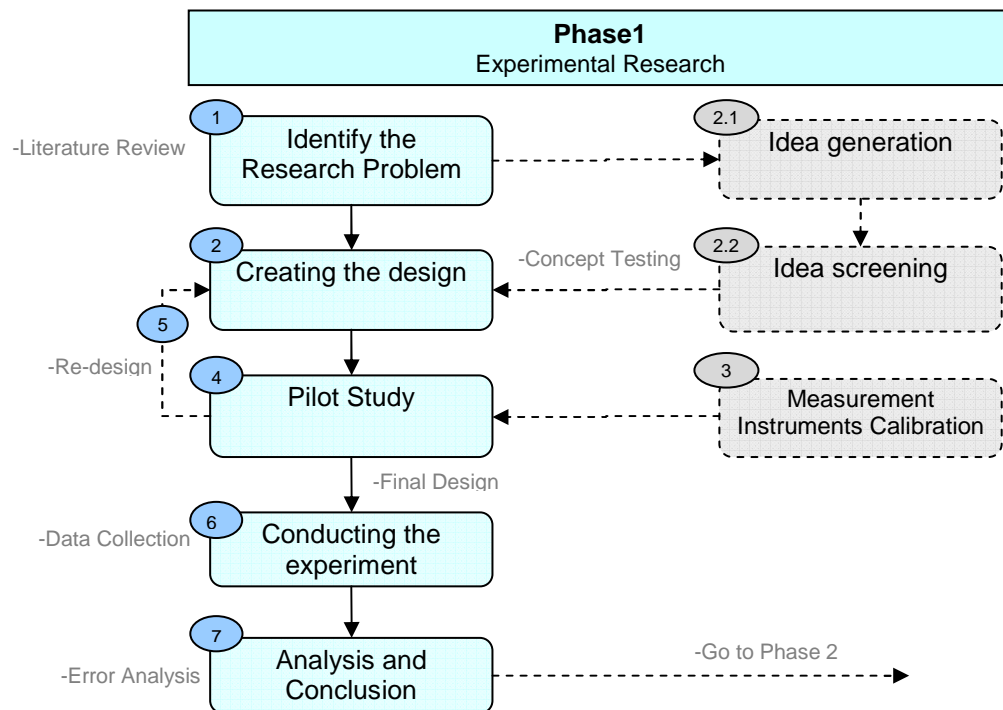 Phase1
Experimental Research
1
2.1
-Literature Review
Identify the
Research Problem
Idea generation
2
2.2
Creating the design
-Concept Testing
Idea screening
5
-Re-design
4
3
Pilot Study
Measurement
Instruments Calibration
-Final Design
6
-Data Collection
Conducting the
experiment
7
-Error Analysis
Analysis and
Conclusion
-Go to Phase 2